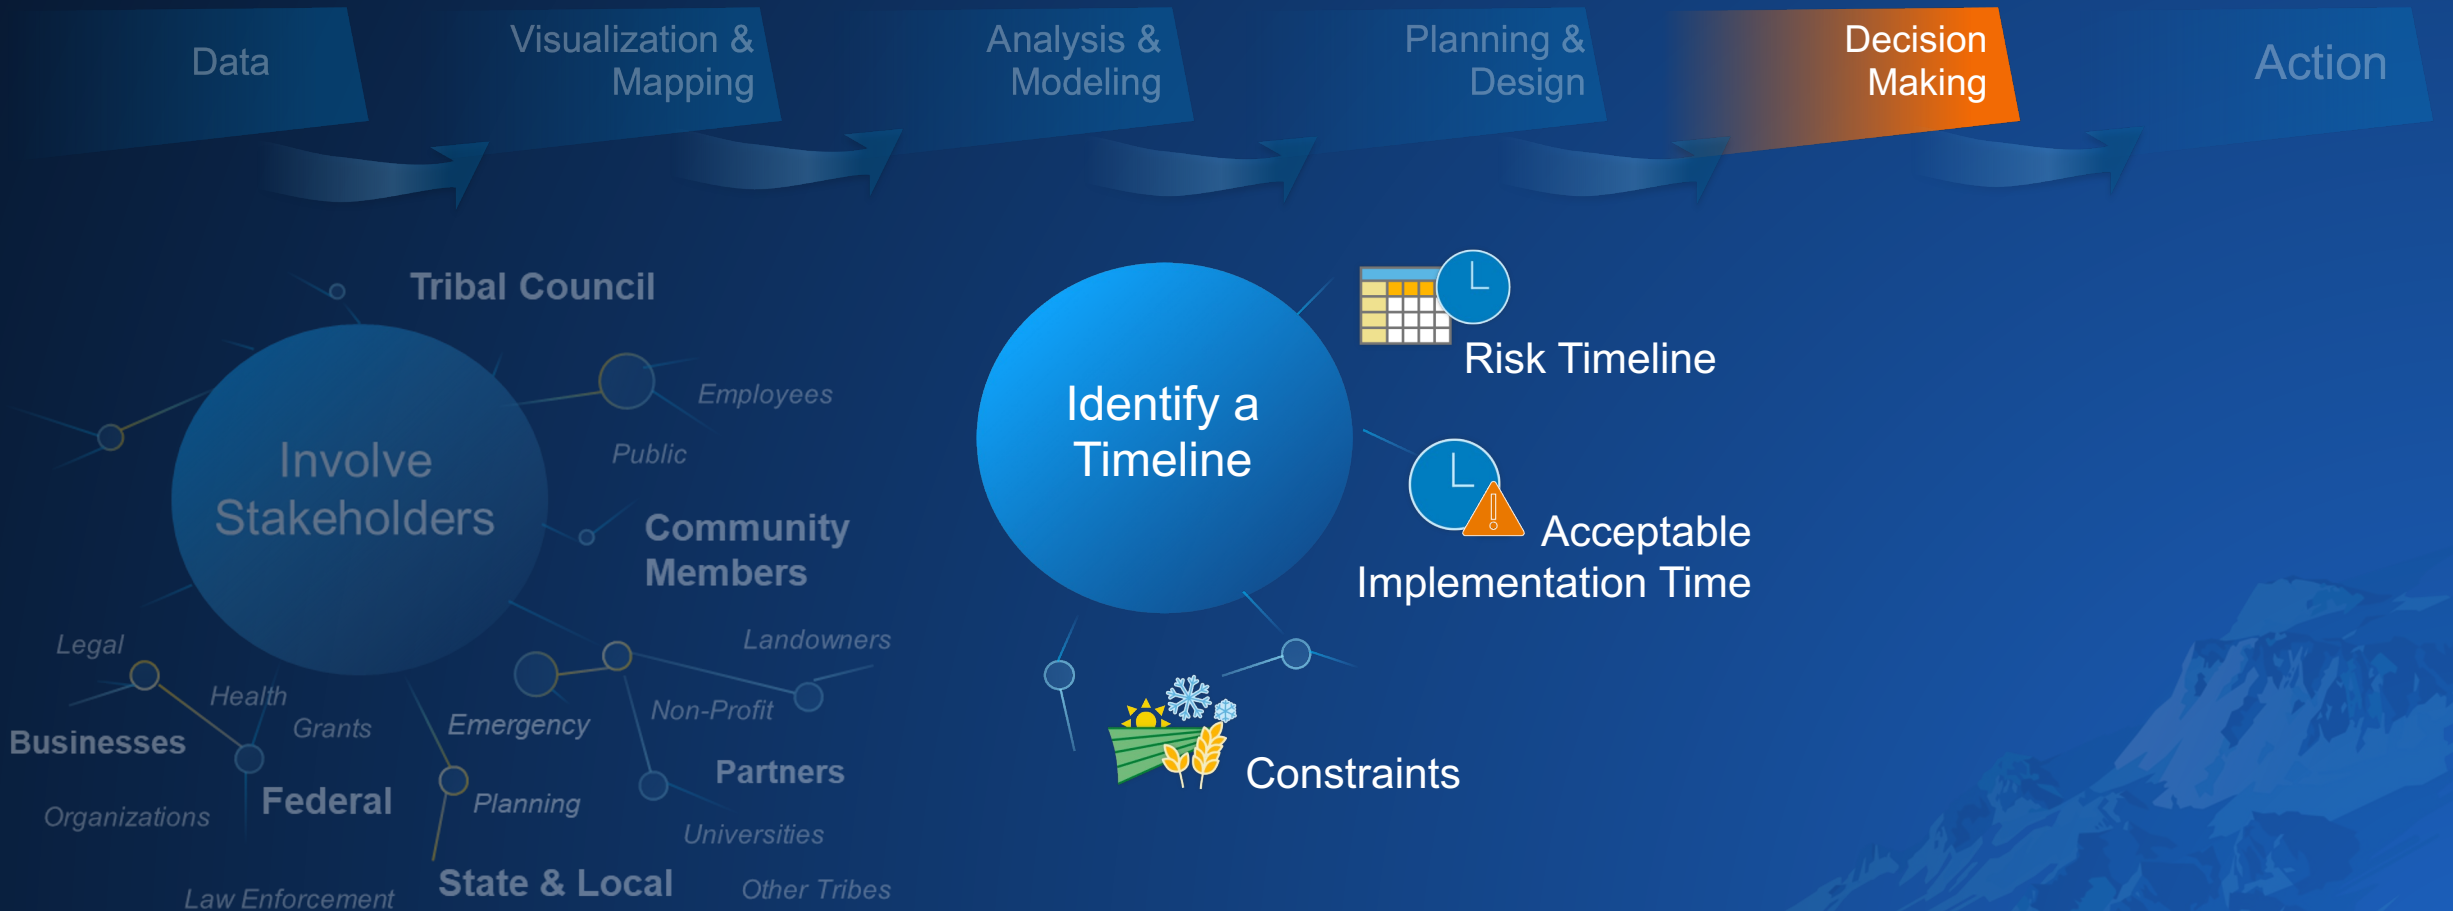 Data
Visualization &
Mapping
Analysis &
Modeling
Planning &
Design
Decision
Making
Action
Tribal Council
Employees
Public
Involve
Stakeholders
Community
Members
Legal
Landowners
Health
Grants
Emergency
Non-Profit
Businesses
Partners
Federal
Planning
Organizations
Universities
State & Local
Law Enforcement
Other Tribes
Identify a
Timeline
Risk Timeline
Acceptable
Implementation Time
Constraints